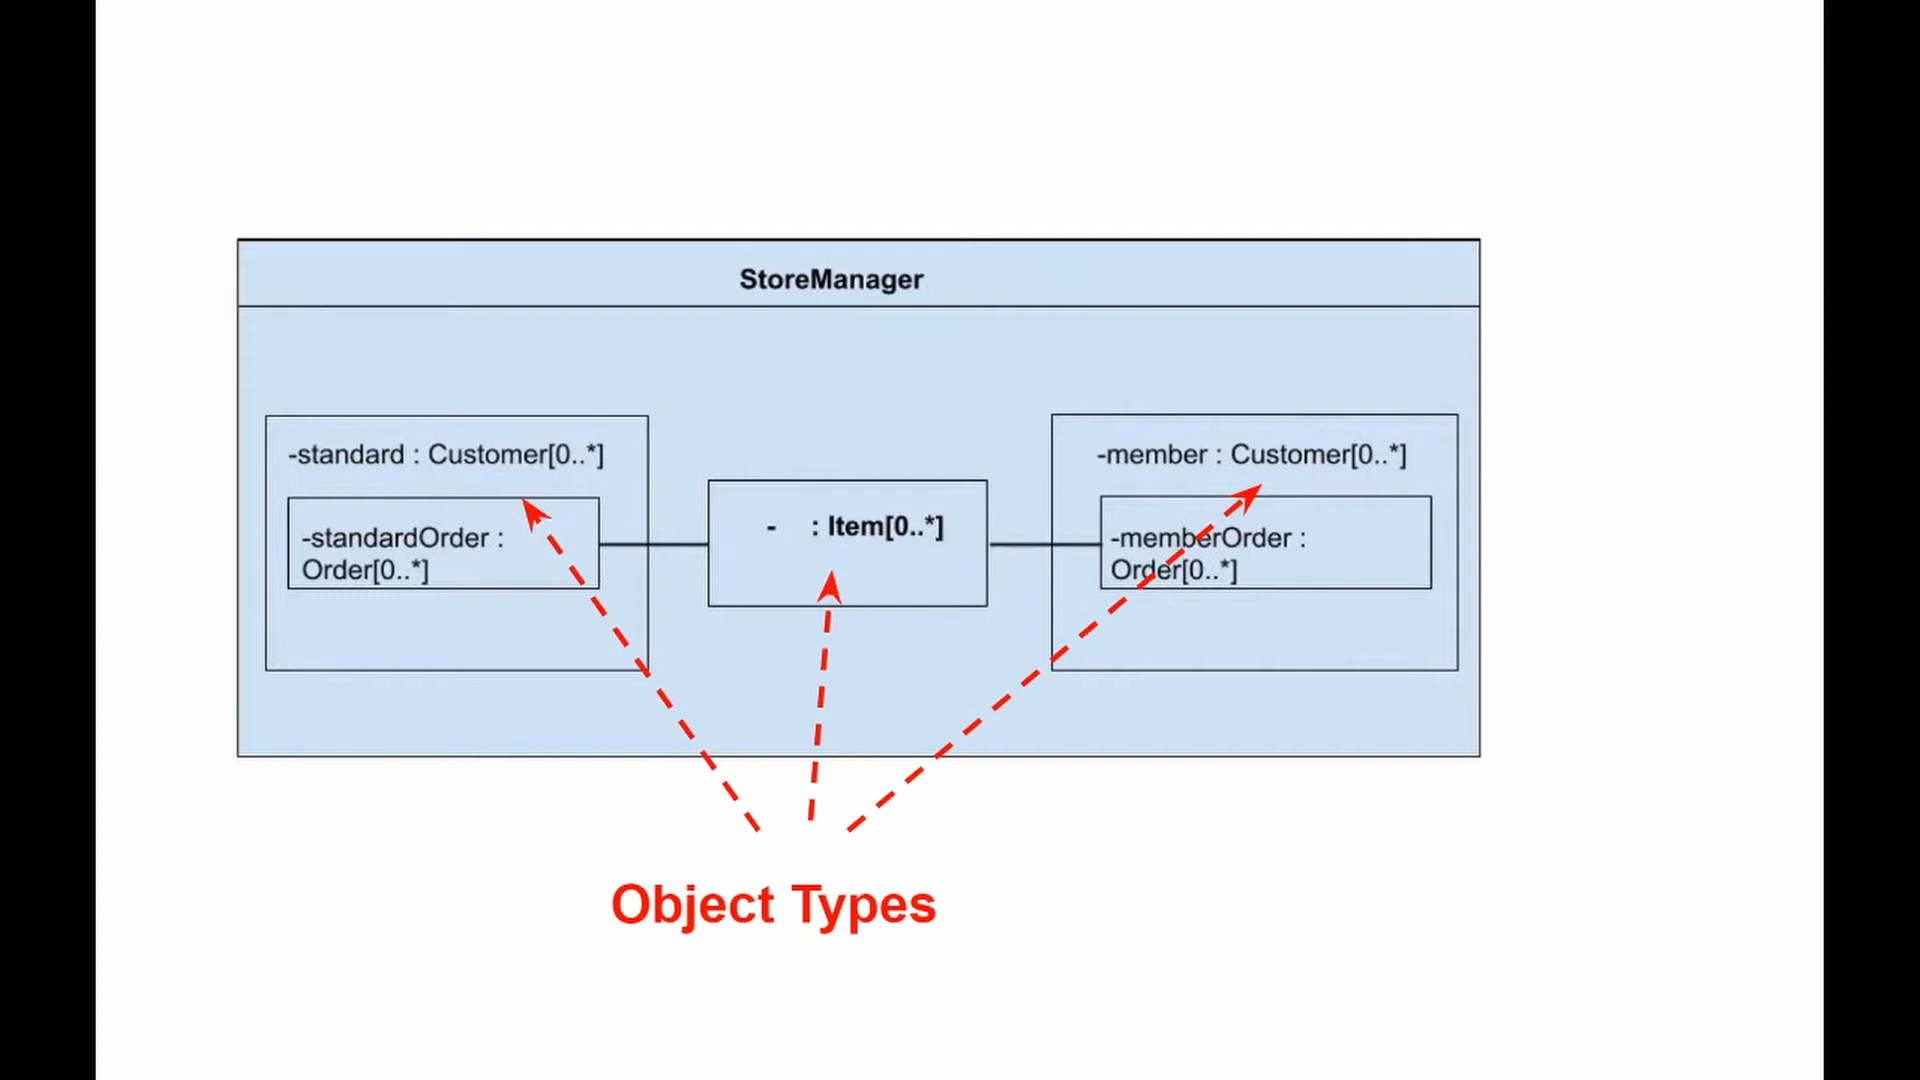 StoreManager
-standard : Customer[0..*]
-member : Customer[0..*]
-standardOrder :
Order[0..*]
- : Item[0..*]
-memberOrder :
Order[0..*]
Object Types